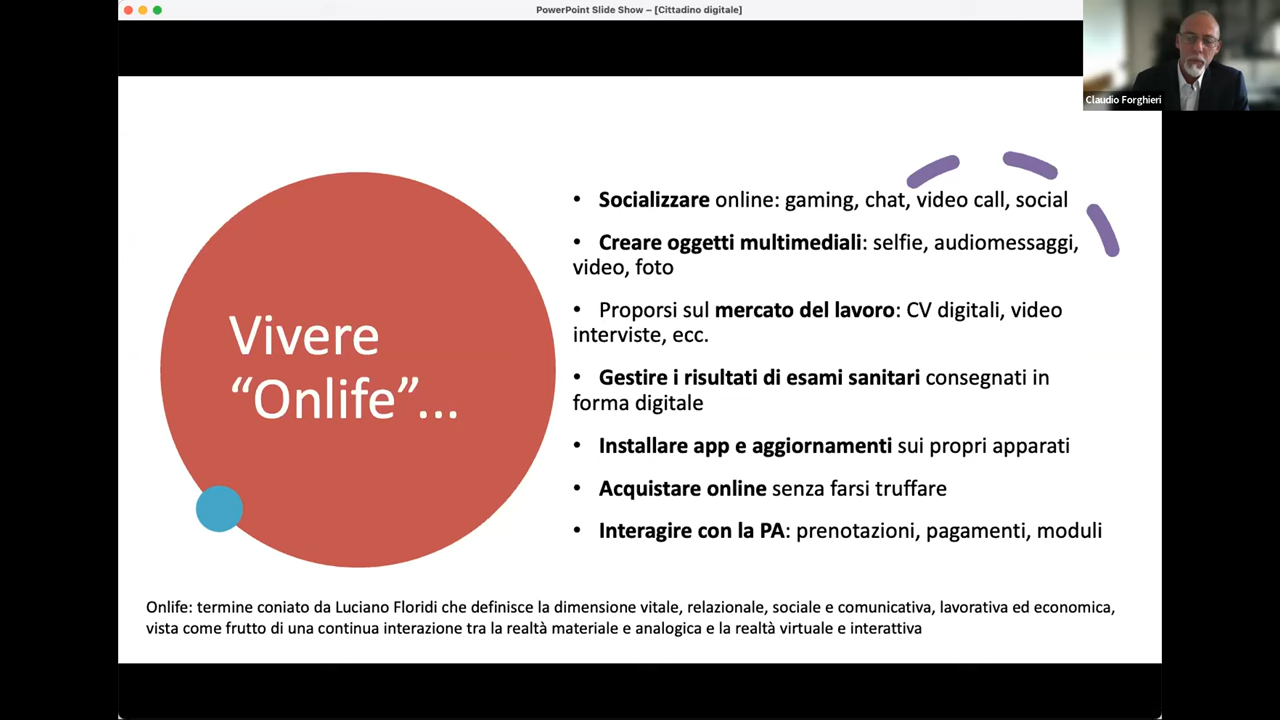 PowerPoint Slide Show – [Cittadino digitale]
Claudio Forghieri
Vivere
“Onlife”...
• Socializzare online: gaming, chat, video call, social
• Creare oggetti multimediali: selfie, audiomessaggi,
video, foto
• Proporsi sul mercato del lavoro: CV digitali, video
interviste, ecc.
• Gestire i risultati di esami sanitari consegnati in
forma digitale
• Installare app e aggiornamenti sui propri apparati
• Acquistare online senza farsi truffare
• Interagire con la PA: prenotazioni, pagamenti, moduli
Onlife: termine coniato da Luciano Floridi che definisce la dimensione vitale, relazionale, sociale e comunicativa, lavorativa ed economica,
vista come frutto di una continua interazione tra la realtà materiale e analogica e la realtà virtuale e interattiva